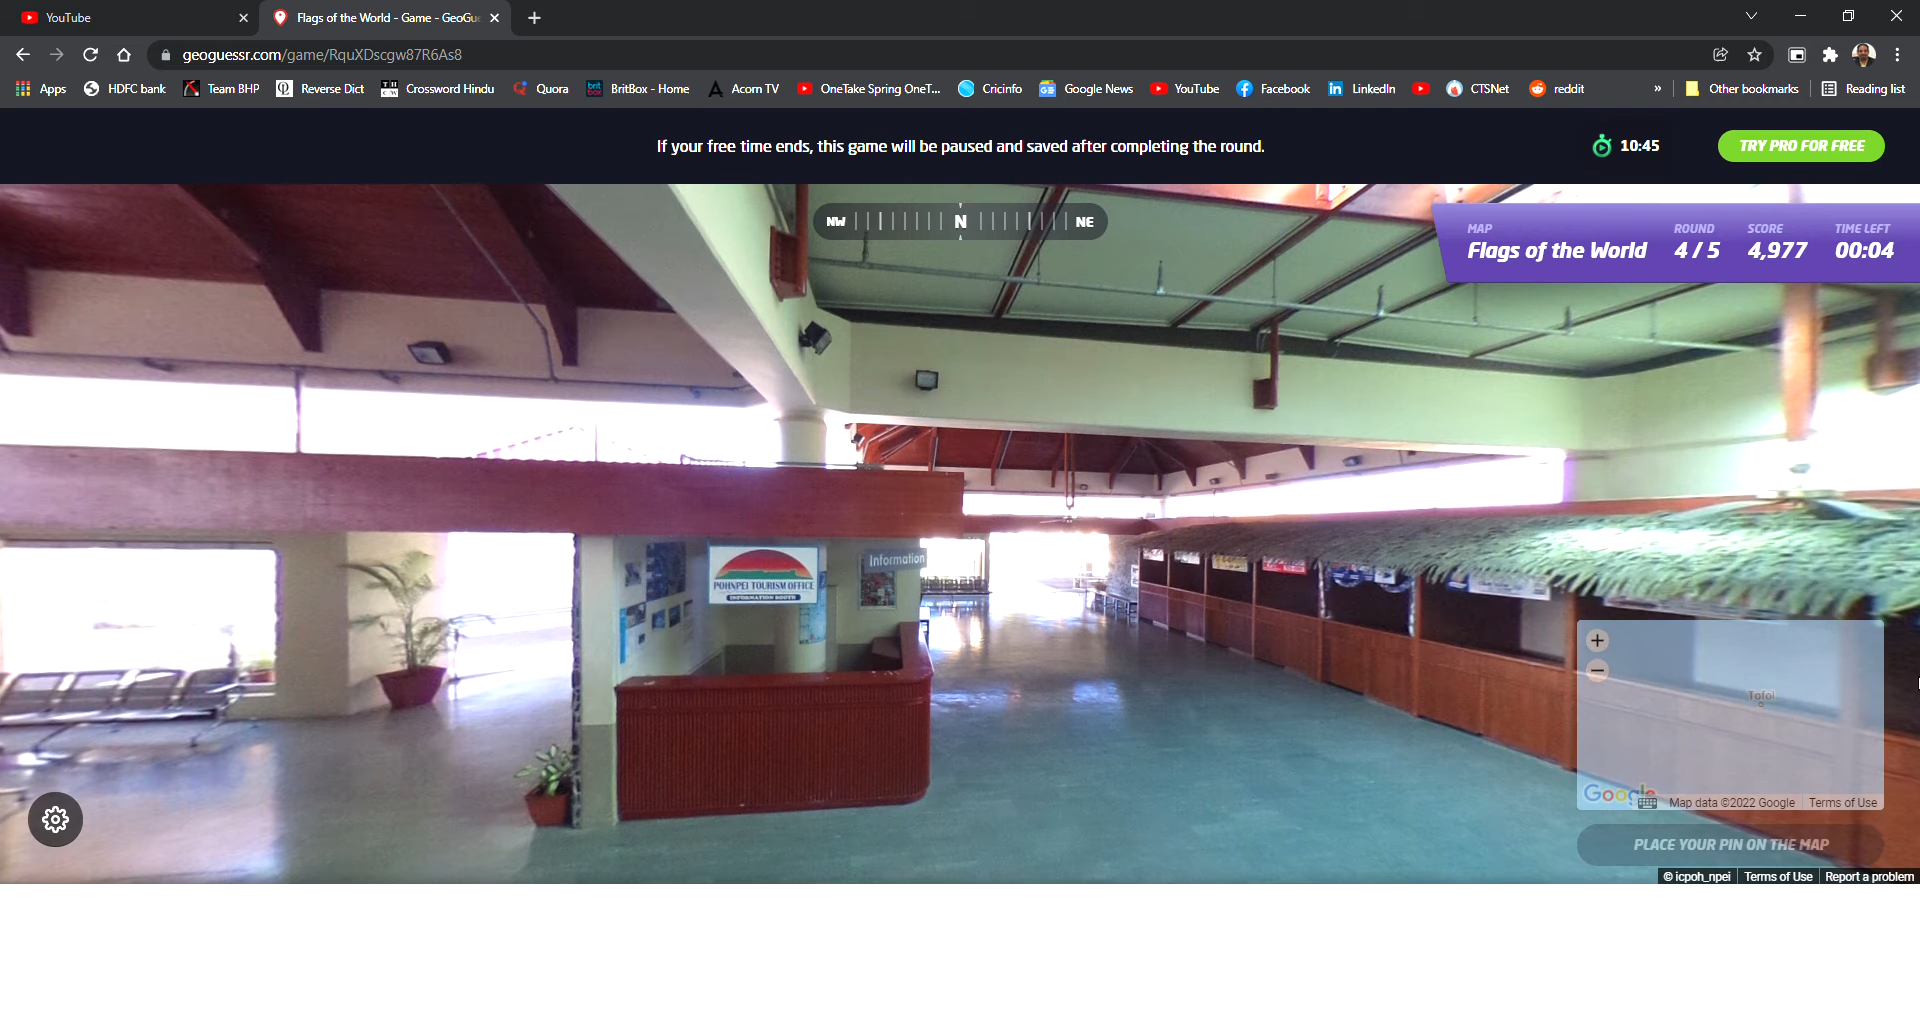 YouTube
Flags of the World - Game - GeoGue
geoguessr.com/game/RquXDscgw87R6As8
Apps
HDFC bank
Team BHP
Reverse Dict
Crossword Hindu
Quora
BritBox - Home
Acorn TV
OneTake Spring OneT...
Cricinfo
Google News
YouTube
Facebook
LinkedIn
CTSNet
reddit
»
Other bookmarks
Reading list
If your free time ends, this game will be paused and saved after completing the round.
10:45
TRY PRO FOR FREE
NW
N
NE
MAP
ROUND
SCORE
TIME LEFT
Flags of the World
4 / 5
4,977
00:04
POHNPEI TOURISM OFFICE
INFORMATION BOOTH
Information
Tofol
Google
Map data ©2022 Google
Terms of Use
PLACE YOUR PIN ON THE MAP
© icpoh_npei
Terms of Use
Report a problem